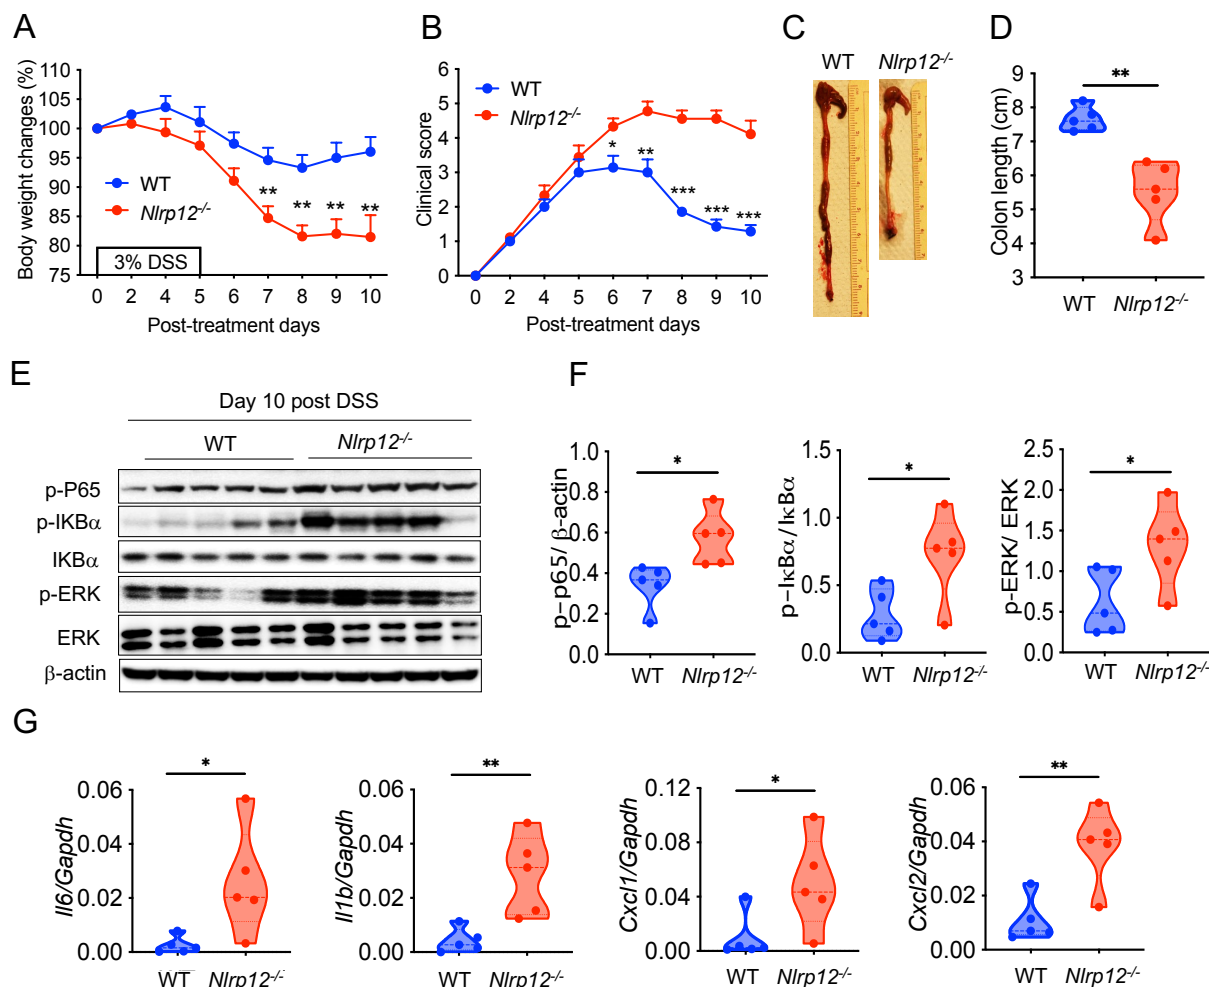 A
B
C
D
WT
Nlrp12-/-
Body weight changes (%)
110
105
100
95
90
85
80
75
WT
Nlrp12-/-
**
**
**
**
3% DSS
0 2 4 5 6 7 8 9 10
Post-treatment days
Clinical score
6
5
4
3
2
1
0
WT
Nlrp12-/-
*
**
***
***
***
0 2 4 5 6 7 8 9 10
Post-treatment days
Colon length (cm)
9
8
7
6
5
4
3
**
WT Nlrp12-/-
E
Day 10 post DSS
WT Nlrp12-/-
p-P65
p-IKBα
IKBα
p-ERK
ERK
β-actin
F
p-p65/ β-actin
1.0
0.8
0.6
0.4
0.2
0.0
*
WT Nlrp12-/-
p-IκBα/IκBα
1.5
1.0
0.5
0.0
*
WT Nlrp12-/-
p-ERK/ ERK
2.5
2.0
1.5
1.0
0.5
0.0
*
WT Nlrp12-/-
G
Il6/Gapdh
0.06
0.04
0.02
0.00
*
WT Nlrp12-/-
Il1b/Gapdh
0.06
0.04
0.02
0.00
**
WT Nlrp12-/-
Cxcl1/Gapdh
0.12
0.08
0.04
0.00
*
WT Nlrp12-/-
Cxcl2/Gapdh
0.06
0.04
0.02
0.00
**
WT Nlrp12-/-